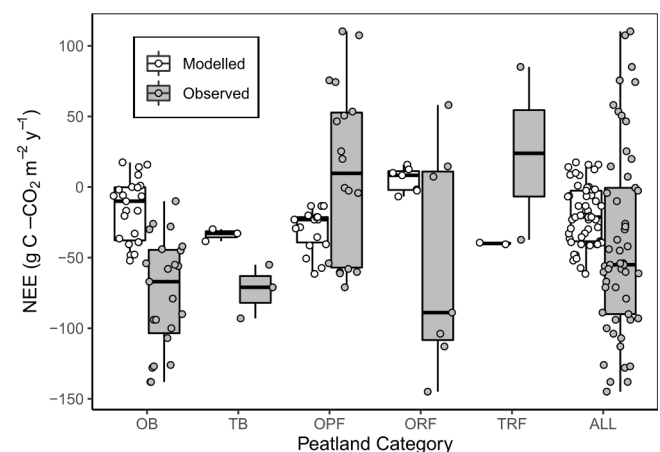 Modelled
Observed
NEE (g C −CO₂ m⁻² y⁻¹)
100
50
0
−50
−100
−150
OB TB OPF ORF TRF ALL
Peatland Category